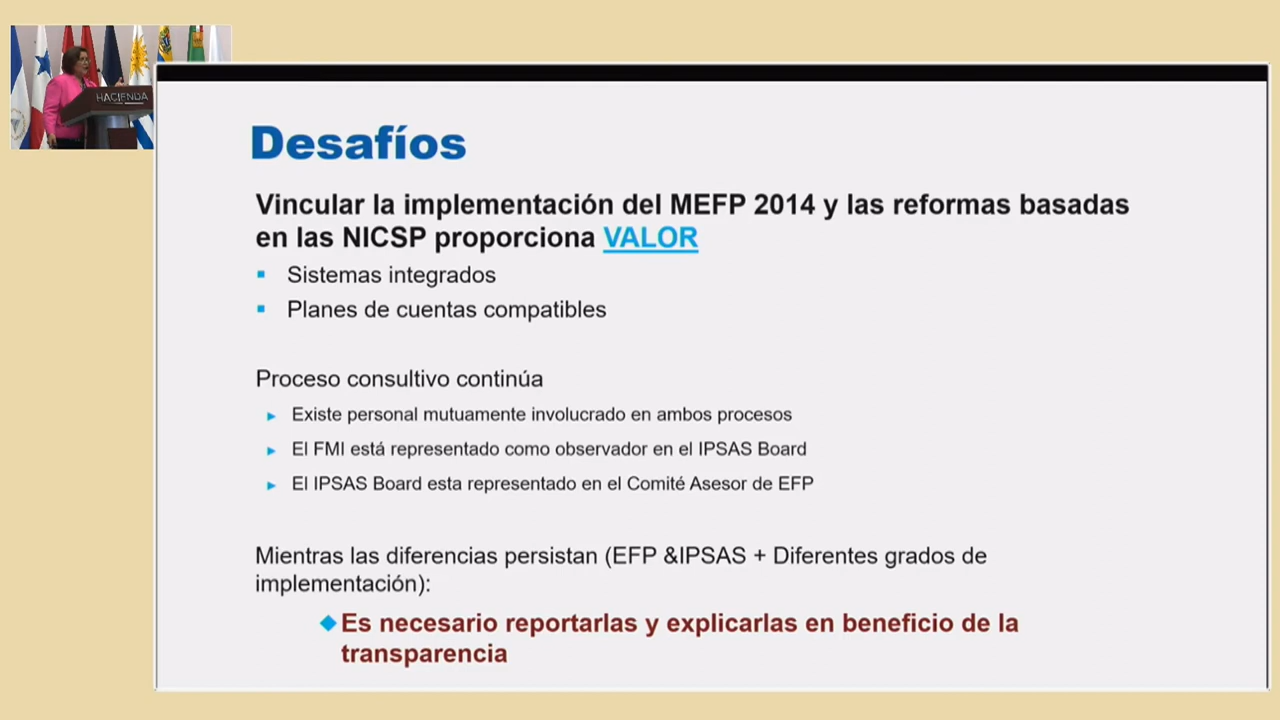 HACIENDA
Desafíos
Vincular la implementación del MEFP 2014 y las reformas basadas
en las NICSP proporciona VALOR
Sistemas integrados
Planes de cuentas compatibles
Proceso consultivo continúa
Existe personal mutuamente involucrado en ambos procesos
El FMI está representado como observador en el IPSAS Board
El IPSAS Board esta representado en el Comité Asesor de EFP
Mientras las diferencias persistan (EFP &IPSAS + Diferentes grados de
implementación):
Es necesario reportarlas y explicarlas en beneficio de la
transparencia